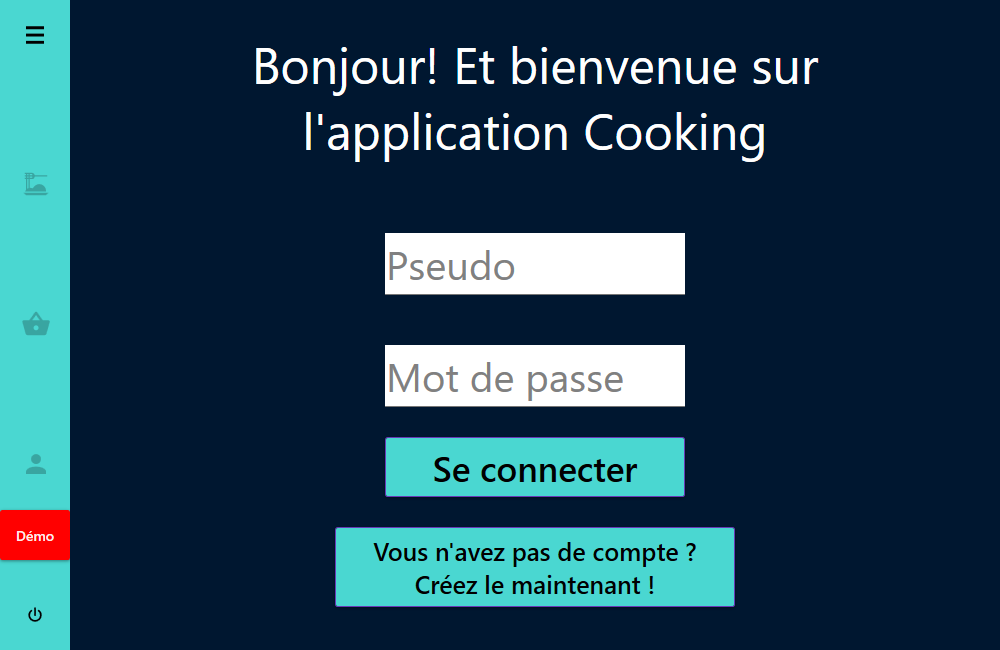 Bonjour! Et bienvenue sur
l'application Cooking
Pseudo
Mot de passe
Se connecter
Démo
Vous n'avez pas de compte ?
Créez le maintenant !